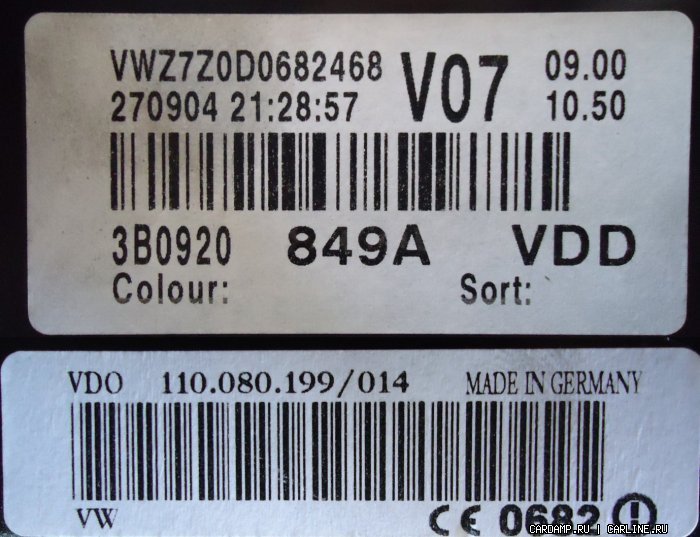 VWZ7Z0D0682468 V07 09.00
270904 21:28:57 10.50
3B0920 849A VDD
Colour: Sort:
VDO 110.080.199/014 MADE IN GERMANY
VW CE 0682 !
CARDAMP.RU | CARLINE.RU